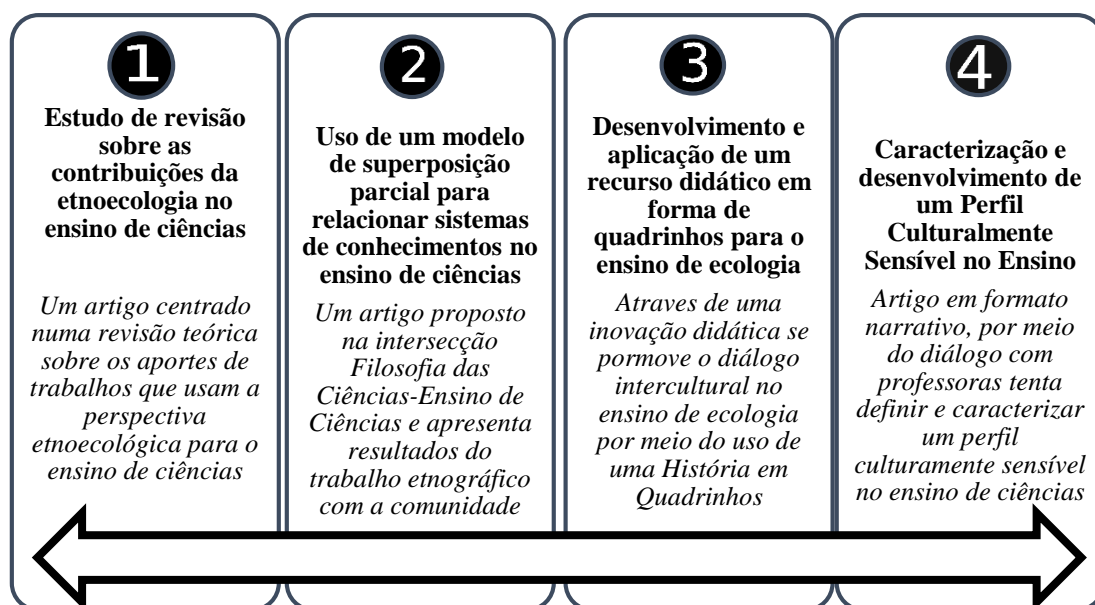 1
Estudo de revisão
sobre as
contribuições da
etnoecologia no
ensino de ciências
Um artigo centrado
numa revisão teórica
sobre os aportes de
trabalhos que usam a
perspectiva
etnoecológica para o
ensino de ciências
2
Uso de um modelo
de superposição
parcial para
relacionar sistemas
de conhecimentos no
ensino de ciências
Um artigo proposto
na intersecção
Filosofia das
Ciências-Ensino de
Ciências e apresenta
resultados do
trabalho etnográfico
com a comunidade
3
Desenvolvimento e
aplicação de um
recurso didático em
forma de
quadrinhos para o
ensino de ecologia
Atraves de uma
inovação didática se
pormove o diálogo
intercultural no
ensino de ecologia
por meio do uso de
uma História em
Quadrinhos
4
Caracterização e
desenvolvimento de
um Perfil
Culturalmente
Sensível no Ensino
Artigo em formato
narrativo, por meio
do diálogo com
professoras tenta
definir e caracterizar
um perfil
culturamente sensível
no ensino de ciências